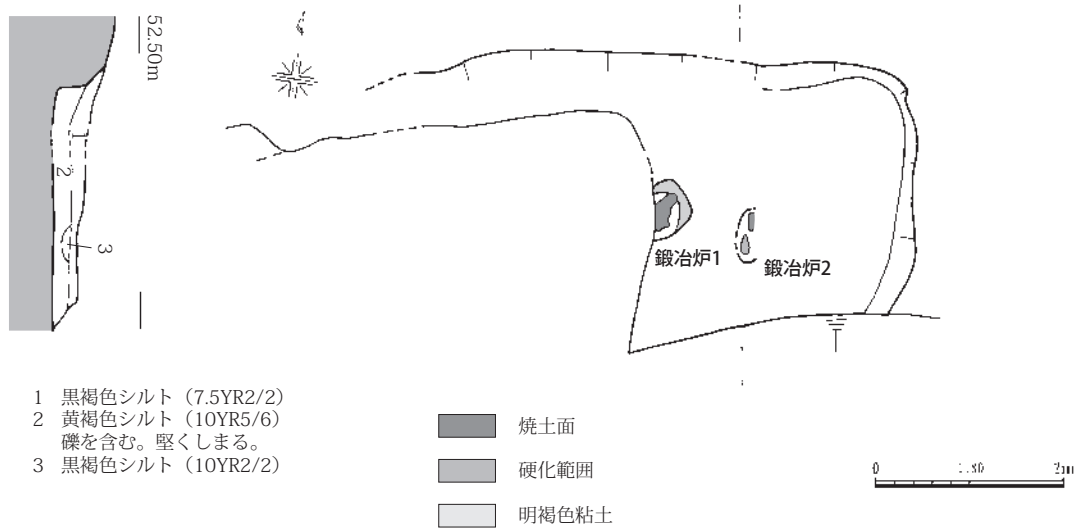 52.50m
1
2
3
鍛冶炉1
鍛冶炉2
1 黒褐色シルト（7.5YR2/2）
2 黄褐色シルト（10YR5/6）
礫を含む。堅くしまる。
3 黒褐色シルト（10YR2/2）
焼土面
硬化範囲
明褐色粘土
0 1:80 2m